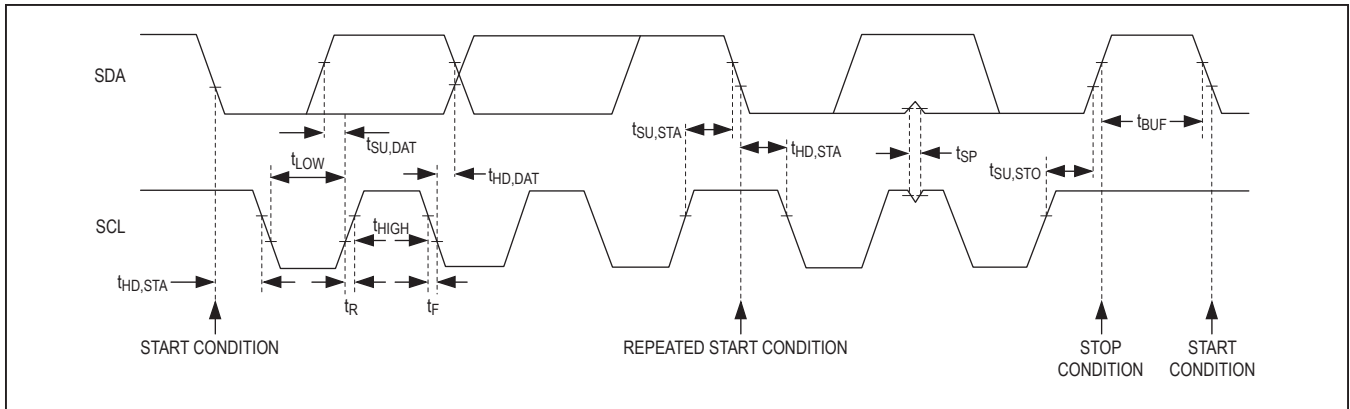 SDA
tSU,DAT
tLOW
tHD,DAT
tSU,STA
tHD,STA
tSP
tBUF
tSU,STO
SCL
tHIGH
tHD,STA
tR
tF
START CONDITION
REPEATED START CONDITION
STOP
CONDITION
START
CONDITION